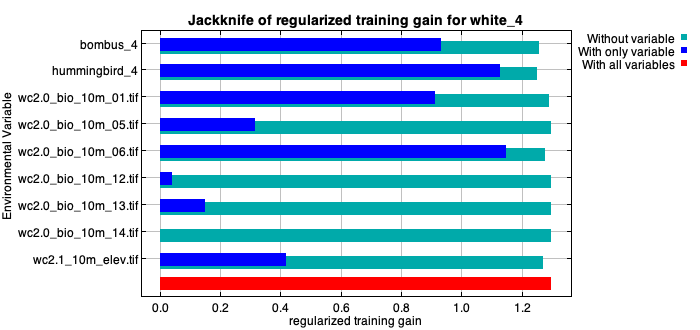 Jackknife of regularized training gain for white_4
Without variable
With only variable
With all variables
Environmental Variable
bombus_4
hummingbird_4
wc2.0_bio_10m_01.tif
wc2.0_bio_10m_05.tif
wc2.0_bio_10m_06.tif
wc2.0_bio_10m_12.tif
wc2.0_bio_10m_13.tif
wc2.0_bio_10m_14.tif
wc2.1_10m_elev.tif
0.0 0.2 0.4 0.6 0.8 1.0 1.2
regularized training gain